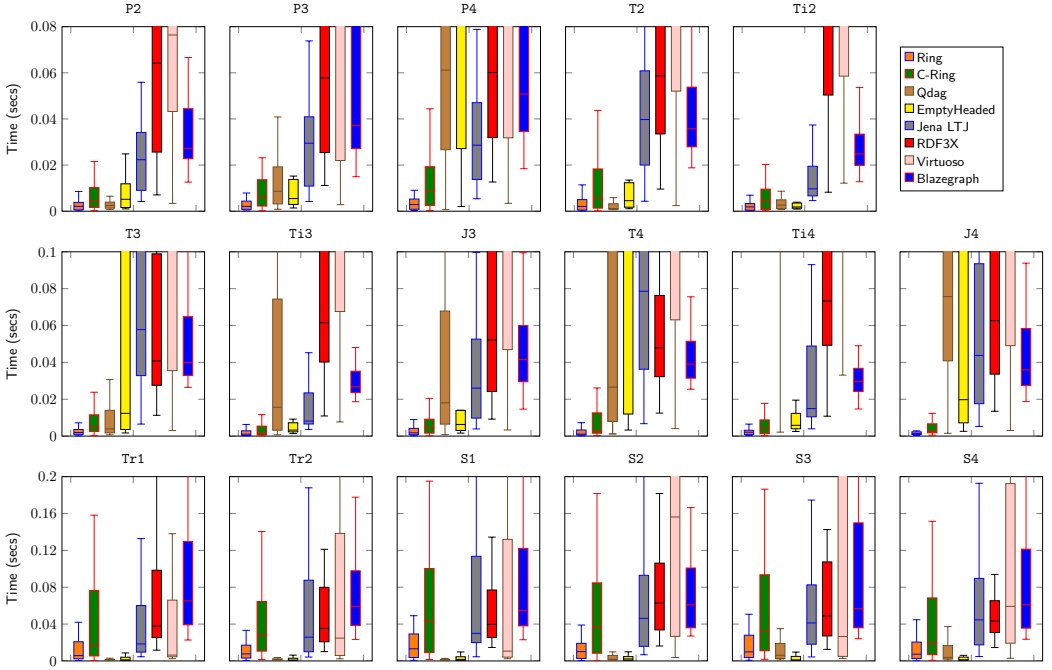 P2 P3 P4 T2 Ti2
0.08
0.06
0.04
0.02
0
Time (secs)
Ring
C-Ring
Qdag
EmptyHeaded
Jena LTJ
RDF3X
Virtuoso
Blazegraph
T3 Ti3 J3 T4 Ti4 J4
0.1
0.08
0.06
0.04
0.02
0
Time (secs)
Tr1 Tr2 S1 S2 S3 S4
0.2
0.16
0.12
0.08
0.04
0
Time (secs)